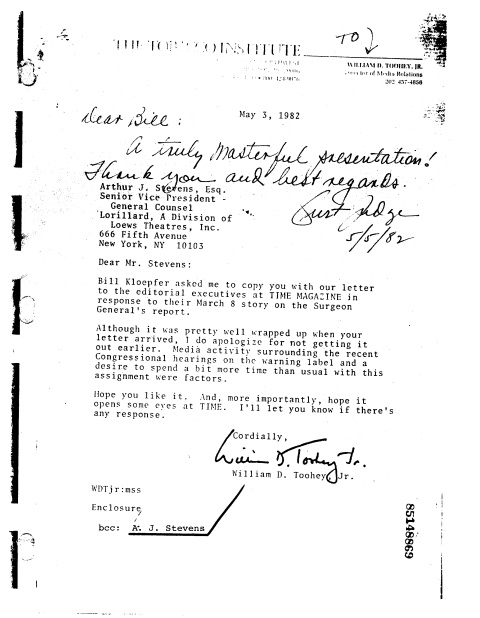 THE TOBACCO INSTITUTE
TO
WILLIAM D. TOOHEY, JR.
Director of Media Relations
202 457-4850
May 3, 1982
Dear Bill:
A truly masterful presentation!
Thank you and best regards.
Curt Judge
5/5/82
Arthur J. Stevens, Esq.
Senior Vice President -
General Counsel
Lorillard, A Division of
Loews Theatres, Inc.
666 Fifth Avenue
New York, NY 10103
Dear Mr. Stevens:
Bill Kloepfer asked me to copy you with our letter
to the editorial executives at TIME MAGAZINE in
response to their March 8 story on the Surgeon
General's report.
Although it was pretty well wrapped up when your
letter arrived, I do apologize for not getting it
out earlier. Media activity surrounding the recent
Congressional hearings on the warning label and a
desire to spend a bit more time than usual with this
assignment were factors.
Hope you like it. And, more importantly, hope it
opens some eyes at TIME. I'll let you know if there's
any response.
Cordially,
William D. Toohey Jr.
William D. Toohey, Jr.
WDTjr:mss
Enclosure
bcc: A. J. Stevens
85148869